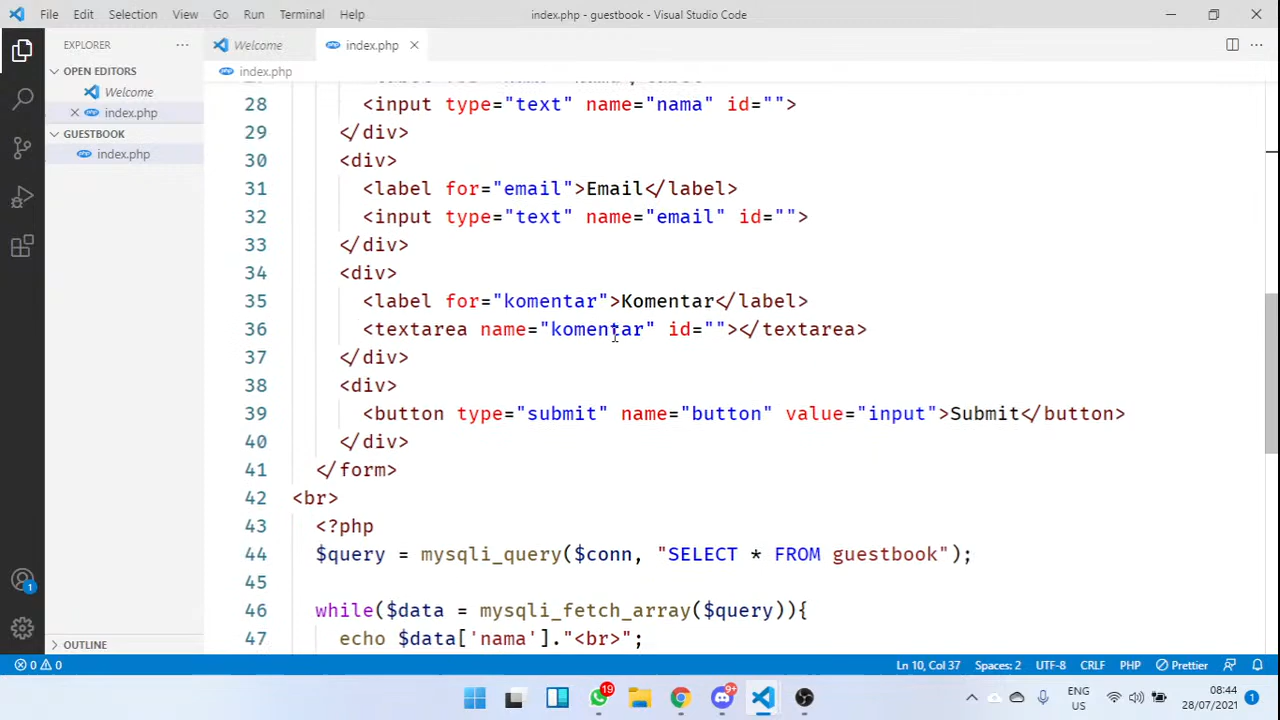 File Edit Selection View Go Run Terminal Help index.php - guestbook - Visual Studio Code
EXPLORER
OPEN EDITORS
Welcome
index.php
GUESTBOOK
index.php
Welcome index.php
index.php
28 <input type="text" name="nama" id="">
29 </div>
30 <div>
31 <label for="email">Email</label>
32 <input type="text" name="email" id="">
33 </div>
34 <div>
35 <label for="komentar">Komentar</label>
36 <textarea name="komentar" id=""></textarea>
37 </div>
38 <div>
39 <button type="submit" name="button" value="input">Submit</button>
40 </div>
41 </form>
42 <br>
43 <?php
44 $query = mysqli_query($conn, "SELECT * FROM guestbook");
45
46 while($data = mysqli_fetch_array($query)){
47 echo $data['nama']."<br>";
1
OUTLINE
0 0 Ln 10, Col 37 Spaces: 2 UTF-8 CRLF PHP Prettier
19
9+
ENG
US
08:44
28/07/2021
1